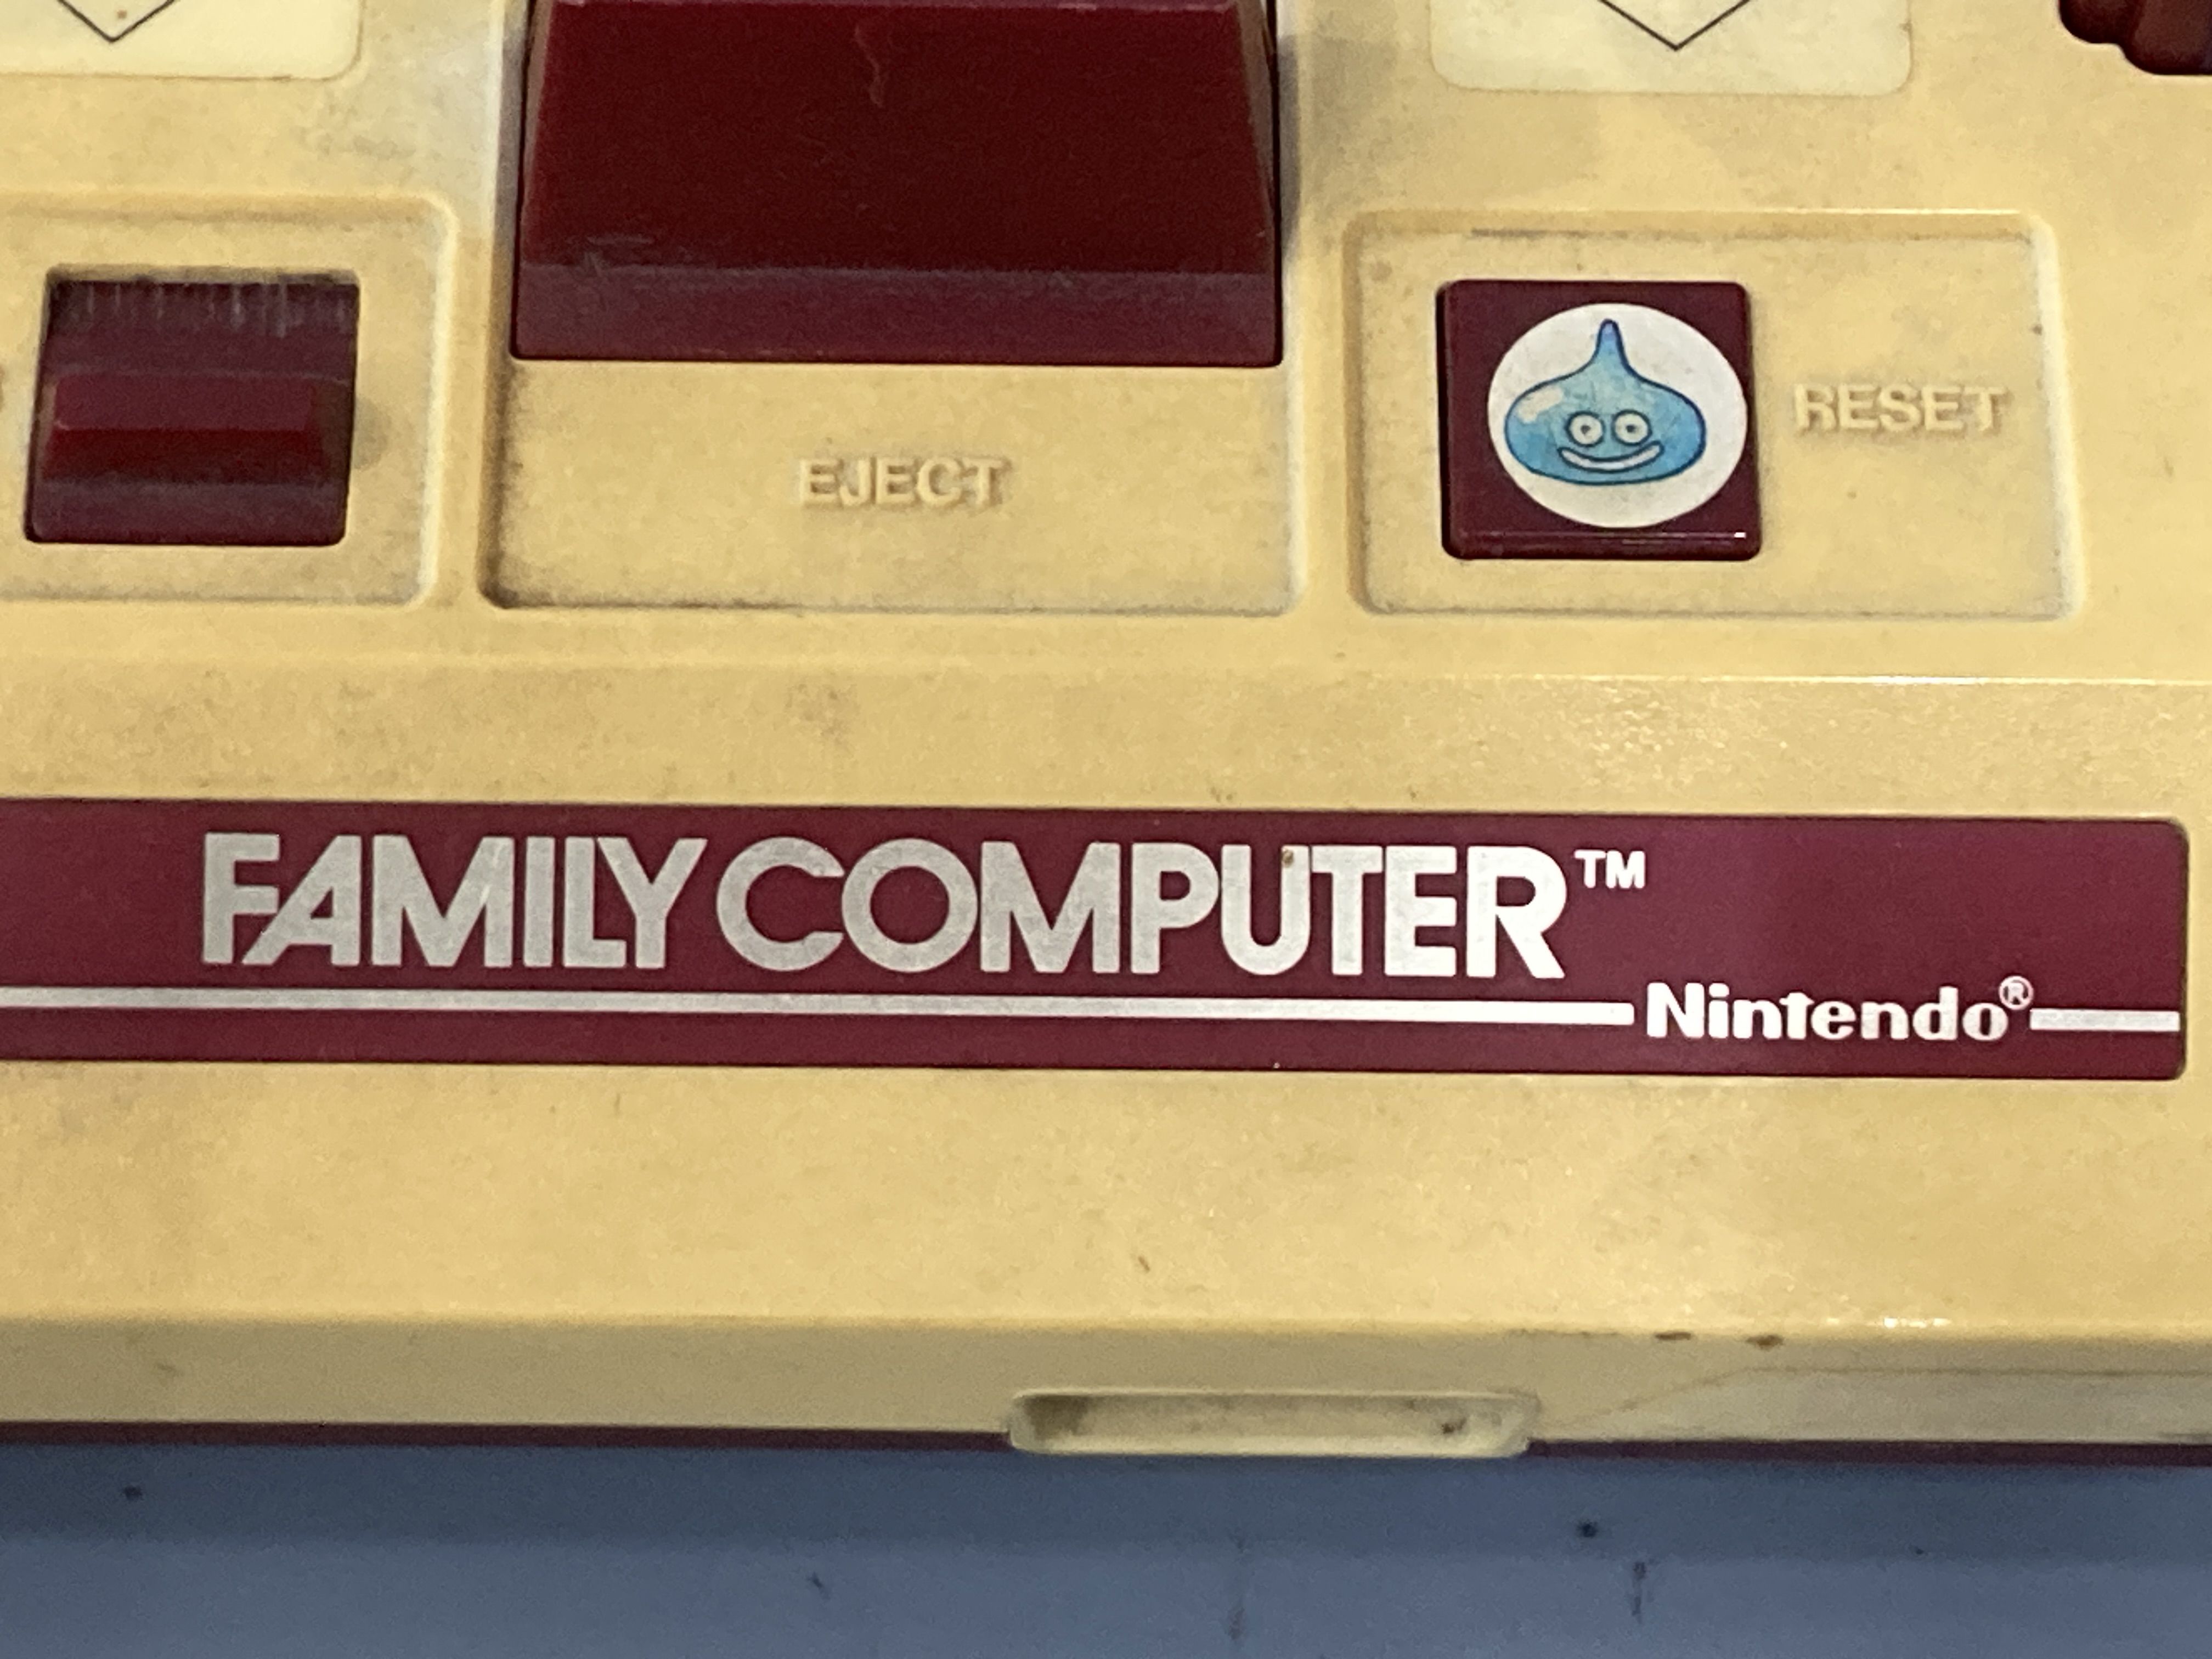 EJECT
RESET
FAMILY COMPUTER™
Nintendo®